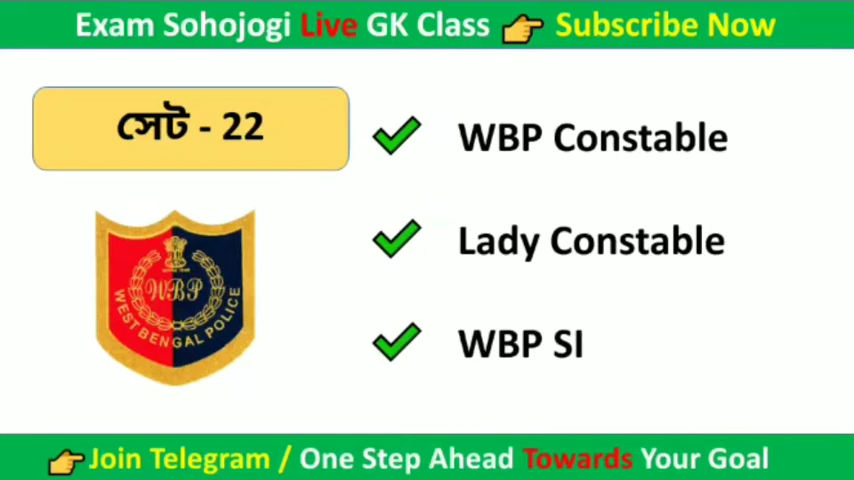 Exam Sohojogi Live GK Class 👉 Subscribe Now
সেট - 22
WBP Constable
Lady Constable
WBP SI
WBP
WEST BENGAL POLICE
👉Join Telegram / One Step Ahead Towards Your Goal